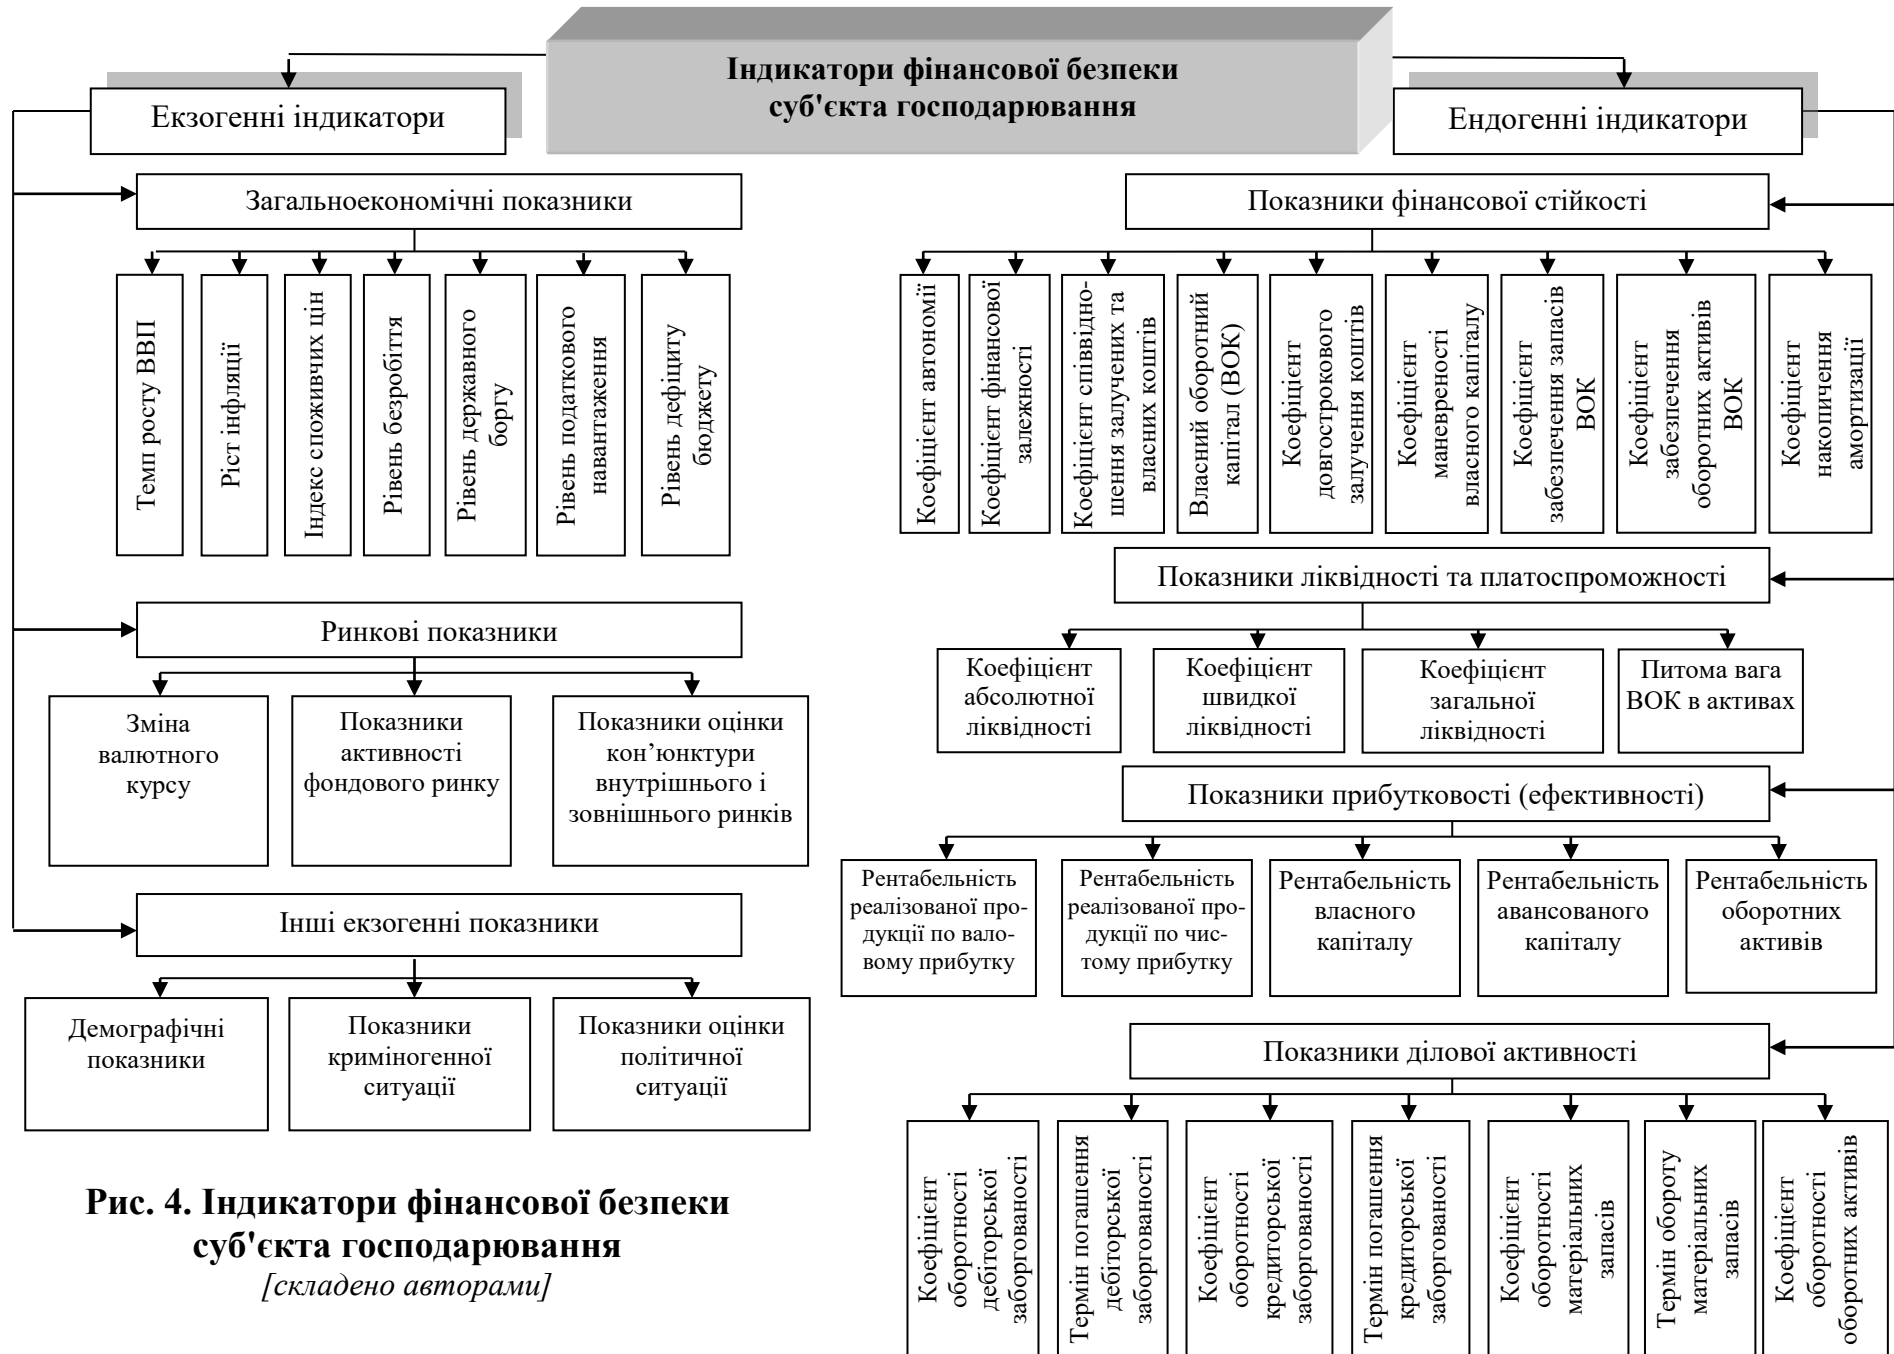 Індикатори фінансової безпеки
суб'єкта господарювання
Екзогенні індикатори
Ендогенні індикатори
Загальноекономічні показники
Темп росту ВВП
Ріст інфляції
Індекс споживчих цін
Рівень безробіття
Рівень державного
боргу
Рівень податкового
навантаження
Рівень дефіциту
бюджету
Ринкові показники
Зміна
валютного
курсу
Показники
активності
фондового ринку
Показники оцінки
кон’юнктури
внутрішнього і
зовнішнього ринків
Інші екзогенні показники
Демографічні
показники
Показники
криміногенної
ситуації
Показники оцінки
політичної
ситуації
Показники фінансової стійкості
Коефіцієнт автономії
Коефіцієнт фінансової
залежності
Коефіцієнт співвідно-
шення залучених та
власних коштів
Власний оборотний
капітал (ВОК)
Коефіцієнт
довгострокового
залучення коштів
Коефіцієнт
маневреності
власного капіталу
Коефіцієнт
забезпечення запасів
ВОК
Коефіцієнт
забезпечення
оборотних активів
ВОК
Коефіцієнт
накопичення
амортизації
Показники ліквідності та платоспроможності
Коефіцієнт
абсолютної
ліквідності
Коефіцієнт
швидкої
ліквідності
Коефіцієнт
загальної
ліквідності
Питома вага
ВОК в активах
Показники прибутковості (ефективності)
Рентабельність
реалізованої про-
дукції по вало-
вому прибутку
Рентабельність
реалізованої про-
дукції по чис-
тому прибутку
Рентабельність
власного
капіталу
Рентабельність
авансованого
капіталу
Рентабельність
оборотних
активів
Показники ділової активності
Коефіцієнт
оборотності
дебіторської
заборгованості
Термін погашення
дебіторської
заборгованості
Коефіцієнт
оборотності
кредиторської
заборгованості
Термін погашення
кредиторської
заборгованості
Коефіцієнт
оборотності
матеріальних
запасів
Термін обороту
матеріальних
запасів
Коефіцієнт
оборотності
оборотних активів
Рис. 4. Індикатори фінансової безпеки
суб'єкта господарювання
[складено авторами]